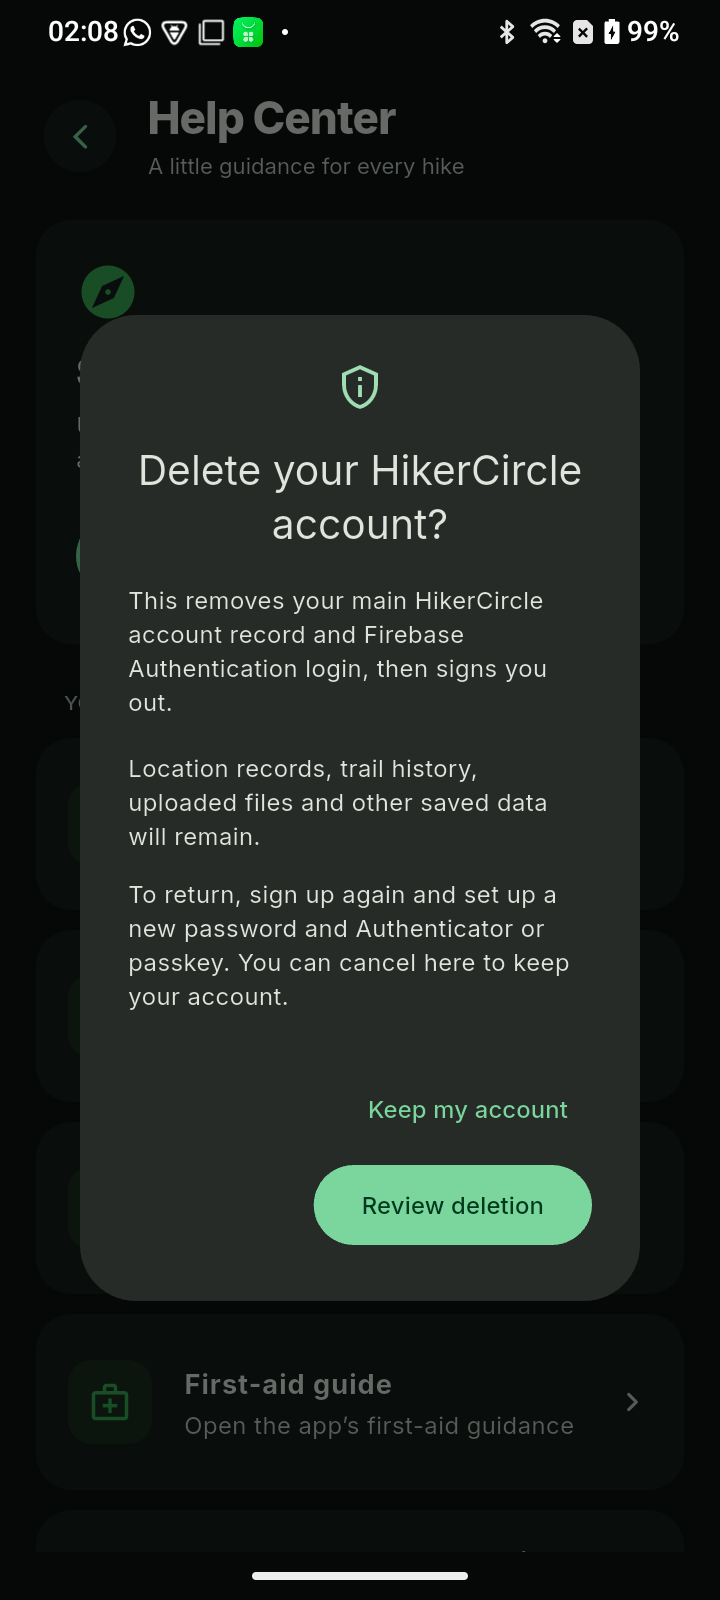 02:08
99%
Help Center
A little guidance for every hike
Delete your HikerCircle
account?
This removes your main HikerCircle
account record and Firebase
Authentication login, then signs you
out.
Location records, trail history,
uploaded files and other saved data
will remain.
To return, sign up again and set up a
new password and Authenticator or
passkey. You can cancel here to keep
your account.
Keep my account
Review deletion
First-aid guide
Open the app’s first-aid guidance